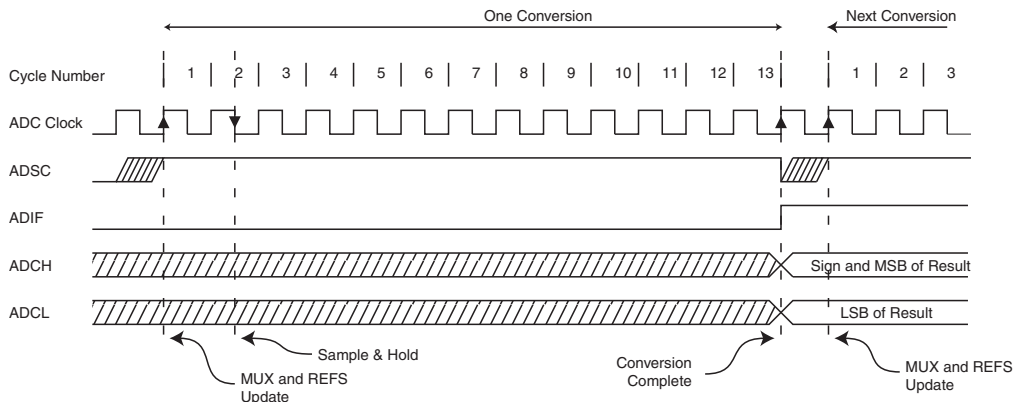 One Conversion
Next Conversion
Cycle Number 1 2 3 4 5 6 7 8 9 10 11 12 13 1 2 3
ADC Clock
ADSC
ADIF
ADCH
Sign and MSB of Result
ADCL
LSB of Result
MUX and REFS
Update
Sample & Hold
Conversion
Complete
MUX and REFS
Update